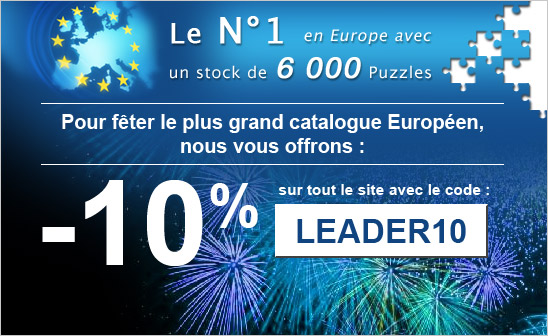 Le N°1 en Europe avec
un stock de 6 000 Puzzles
Pour fêter le plus grand catalogue Européen,
nous vous offrons :
-10%
sur tout le site avec le code :
LEADER10